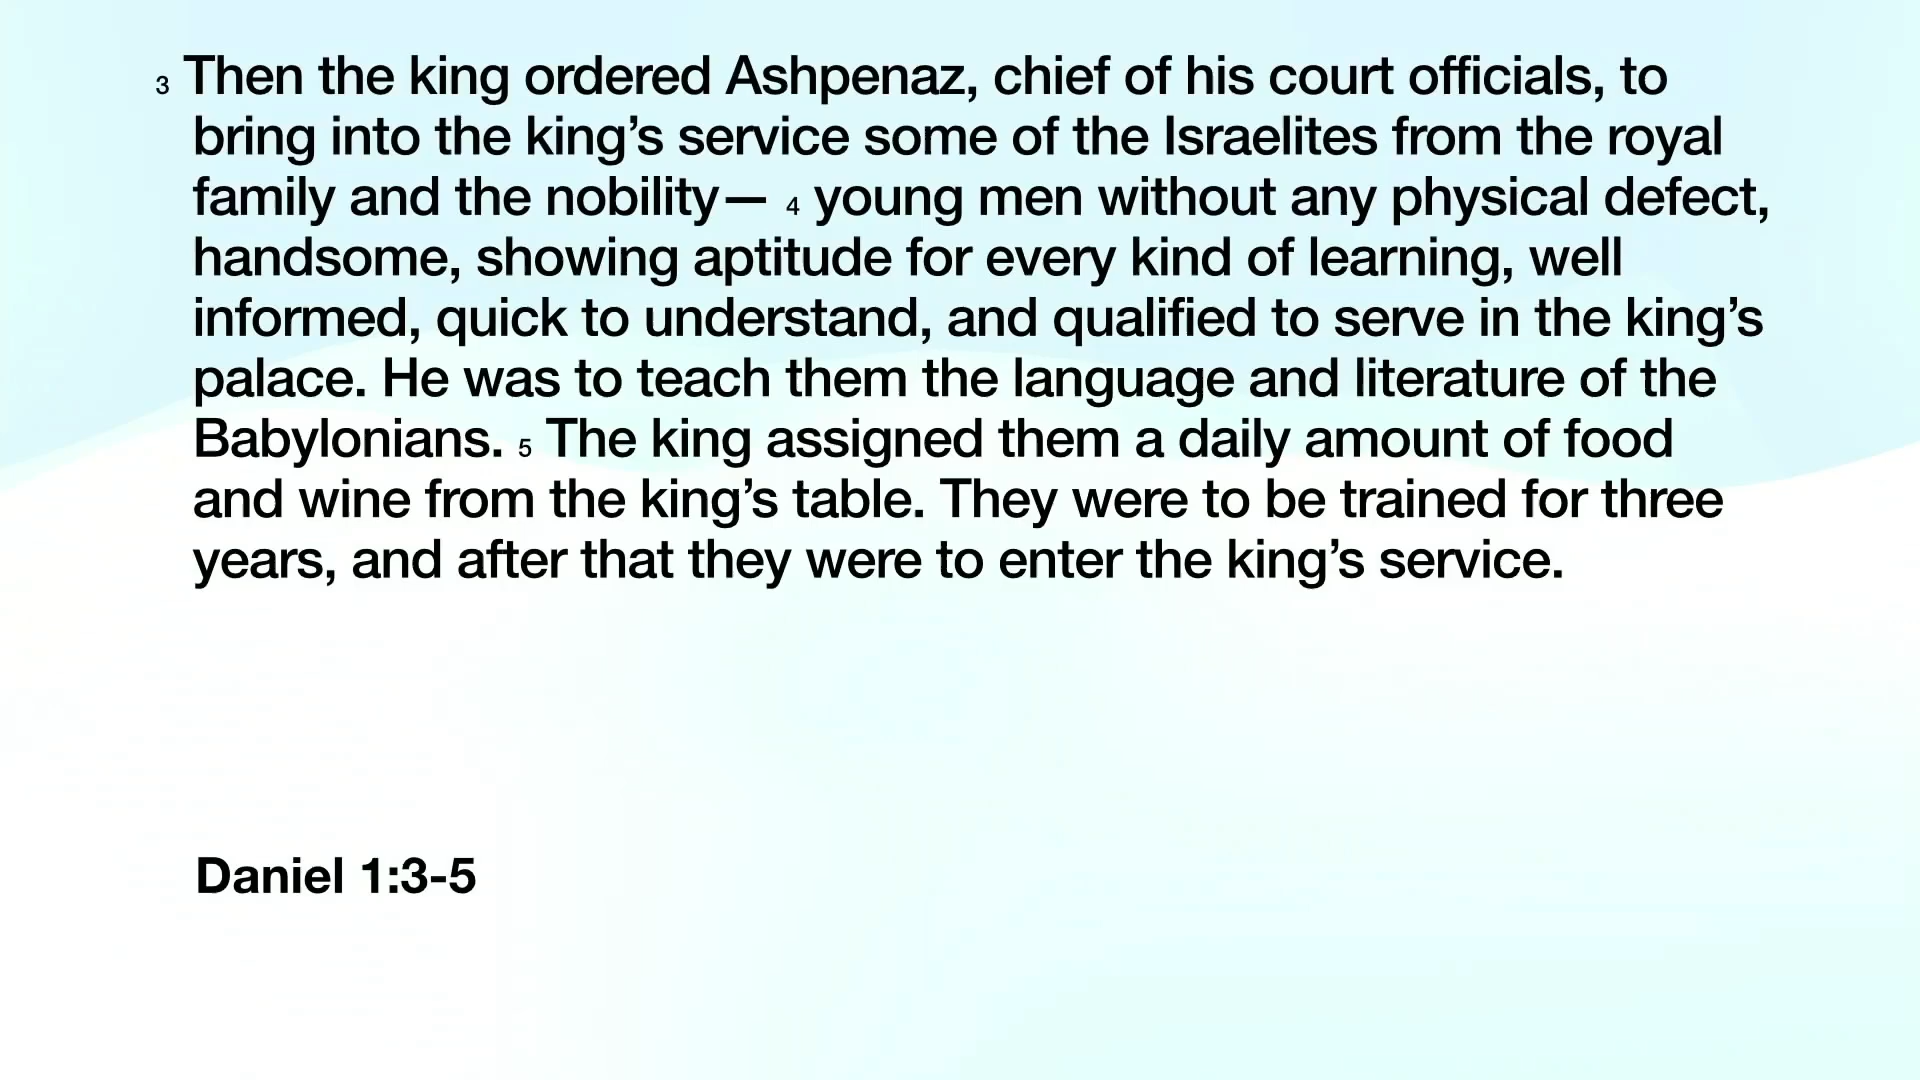 3 Then the king ordered Ashpenaz, chief of his court officials, to
bring into the king’s service some of the Israelites from the royal
family and the nobility— 4 young men without any physical defect,
handsome, showing aptitude for every kind of learning, well
informed, quick to understand, and qualified to serve in the king’s
palace. He was to teach them the language and literature of the
Babylonians. 5 The king assigned them a daily amount of food
and wine from the king’s table. They were to be trained for three
years, and after that they were to enter the king’s service.
Daniel 1:3-5